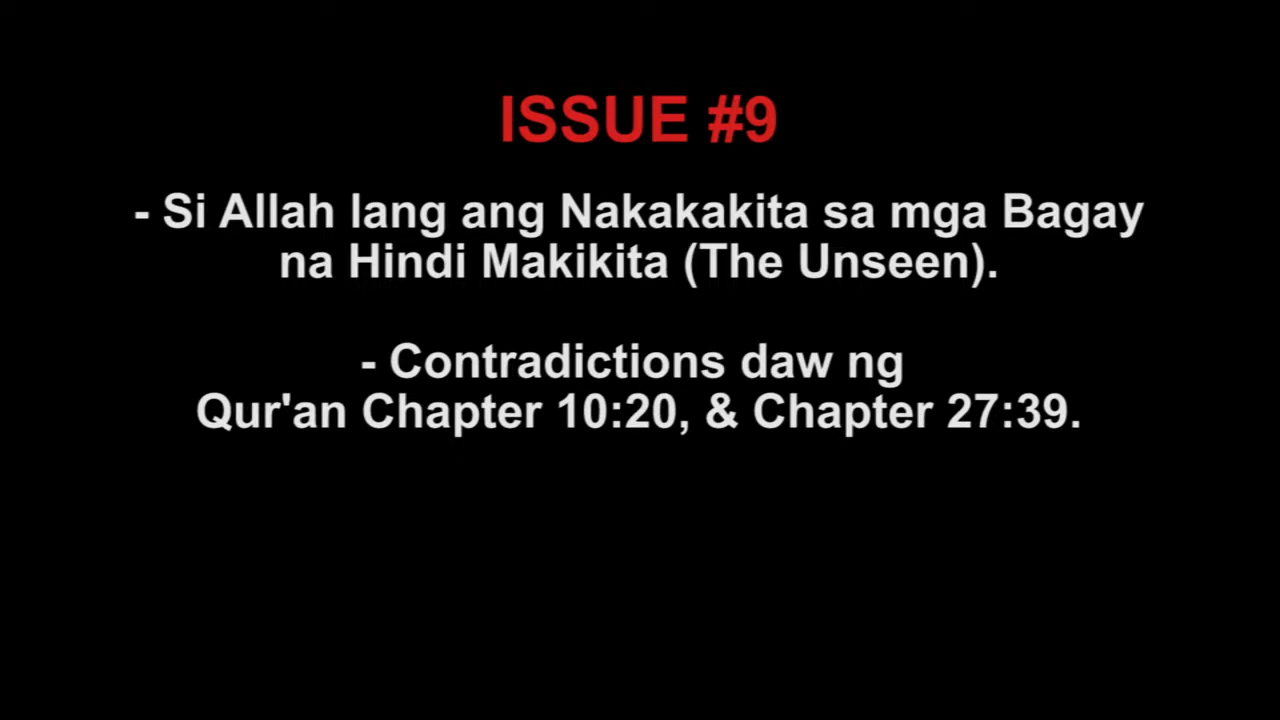 ISSUE #9
- Si Allah lang ang Nakakakita sa mga Bagay
na Hindi Makikita (The Unseen).
- Contradictions daw ng
Qur'an Chapter 10:20, & Chapter 27:39.